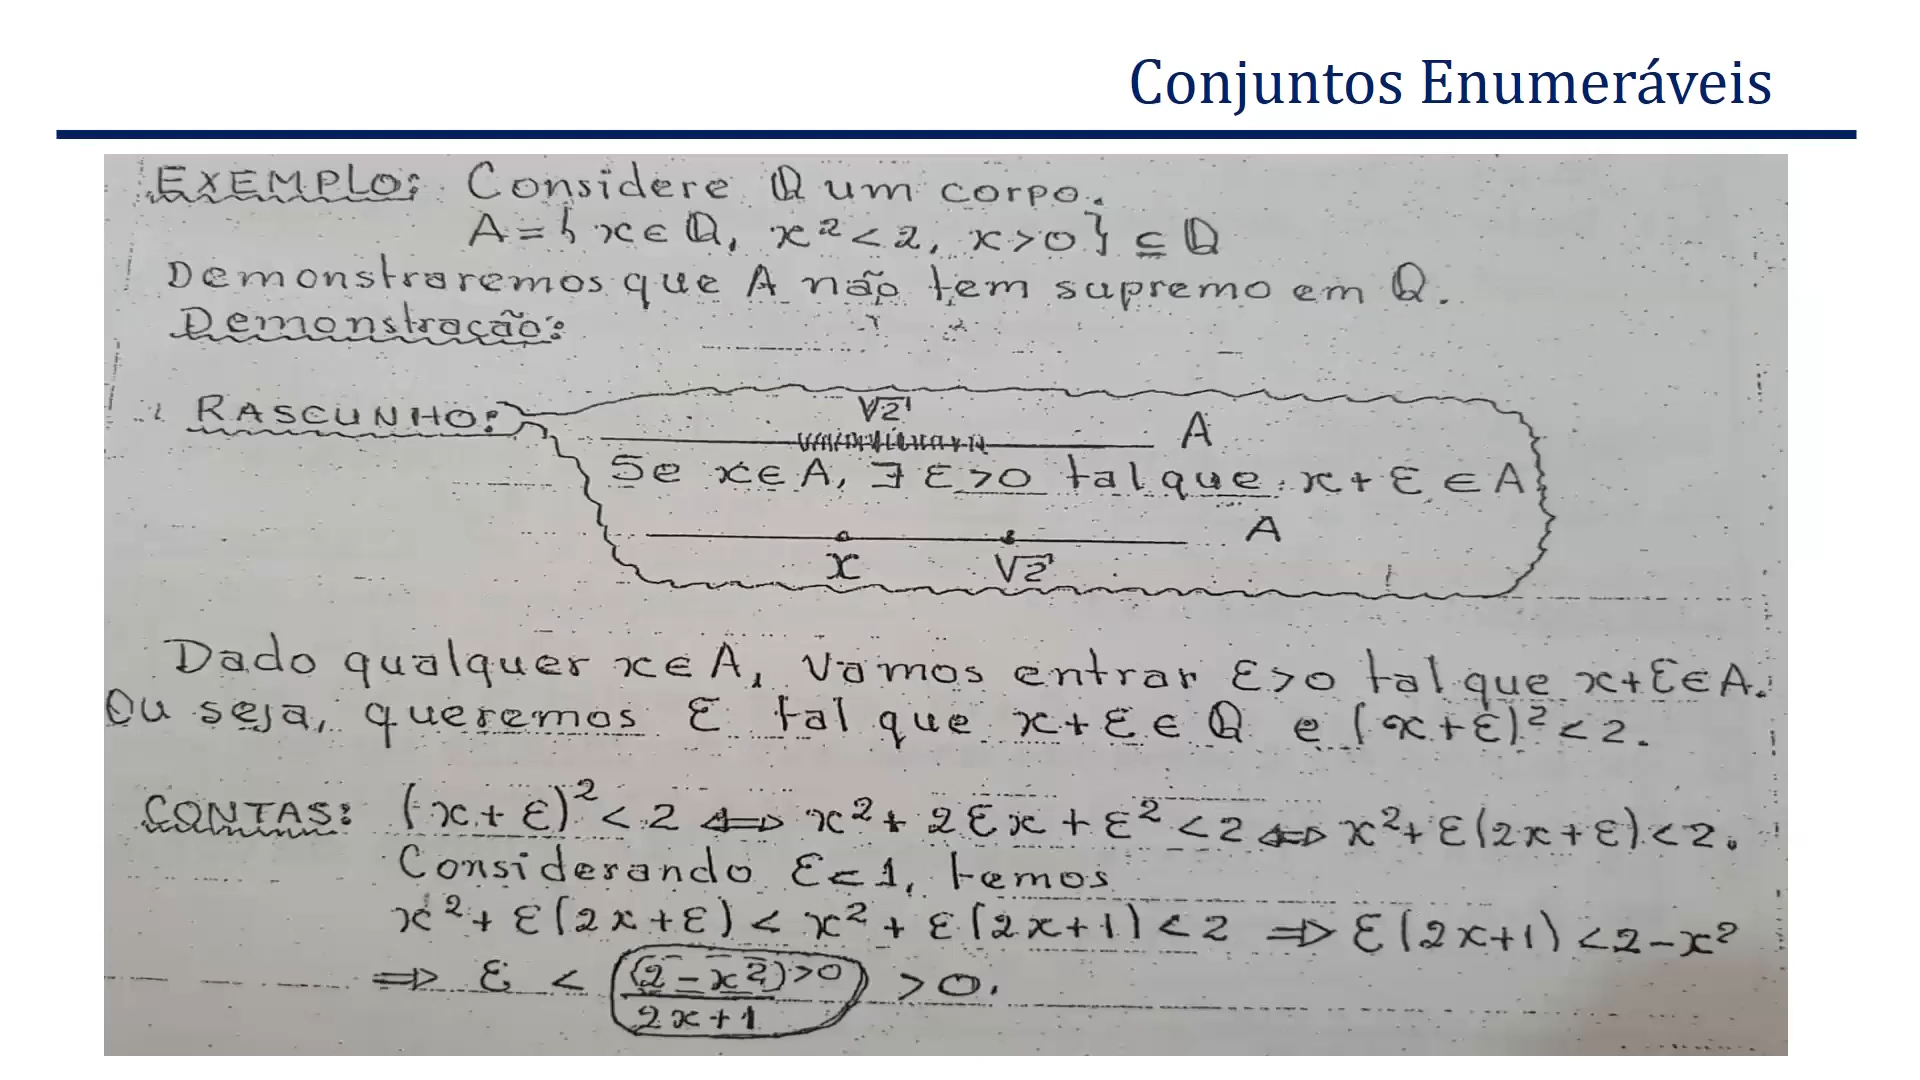 Conjuntos Enumeráveis
EXEMPLO: Considere ℚ um corpo.
A = { x ∈ ℚ, x² < 2, x > 0 } ⊆ ℚ
Demonstraremos que A não tem supremo em ℚ.
Demonstração:
RASCUNHO:
√2
A
Se x ∈ A, ∃ ε > 0 tal que x + ε ∈ A
A
x √2
Dado qualquer x ∈ A, vamos entrar ε > 0 tal que x + ε ∈ A.
Ou seja, queremos ε tal que x + ε ∈ ℚ e (x + ε)² < 2.
CONTAS: (x + ε)² < 2 ⟺ x² + 2εx + ε² < 2 ⟺ x² + ε(2x + ε) < 2.
Considerando ε < 1, temos
x² + ε(2x + ε) < x² + ε(2x + 1) < 2 ⟹ ε(2x + 1) < 2 - x²
⟹ ε < (2 - x²) > 0 / 2x + 1 > 0.